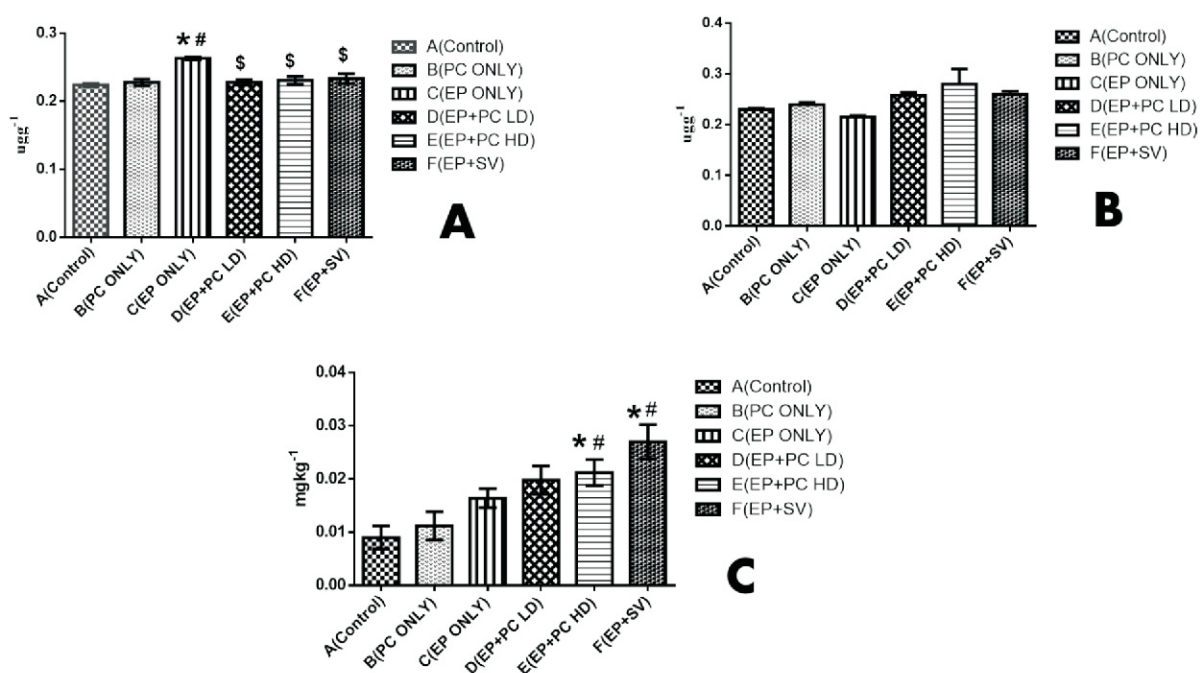 0.3
0.2
0.1
0.0
ugg⁻¹
* #
$
$
$
A(Control)
B(PC ONLY)
C(EP ONLY)
D(EP+PC LD)
E(EP+PC HD)
F(EP+SV)
A(Control)
B(PC ONLY)
C(EP ONLY)
D(EP+PC LD)
E(EP+PC HD)
F(EP+SV)
A
0.4
0.3
0.2
0.1
0.0
ugg⁻¹
A(Control)
B(PC ONLY)
C(EP ONLY)
D(EP+PC LD)
E(EP+PC HD)
F(EP+SV)
A(Control)
B(PC ONLY)
C(EP ONLY)
D(EP+PC LD)
E(EP+PC HD)
F(EP+SV)
B
0.04
0.03
0.02
0.01
0.00
mgkg⁻¹
* #
*#
A(Control)
B(PC ONLY)
C(EP ONLY)
D(EP+PC LD)
E(EP+PC HD)
F(EP+SV)
A(Control)
B(PC ONLY)
C(EP ONLY)
D(EP+PC LD)
E(EP+PC HD)
F(EP+SV)
C